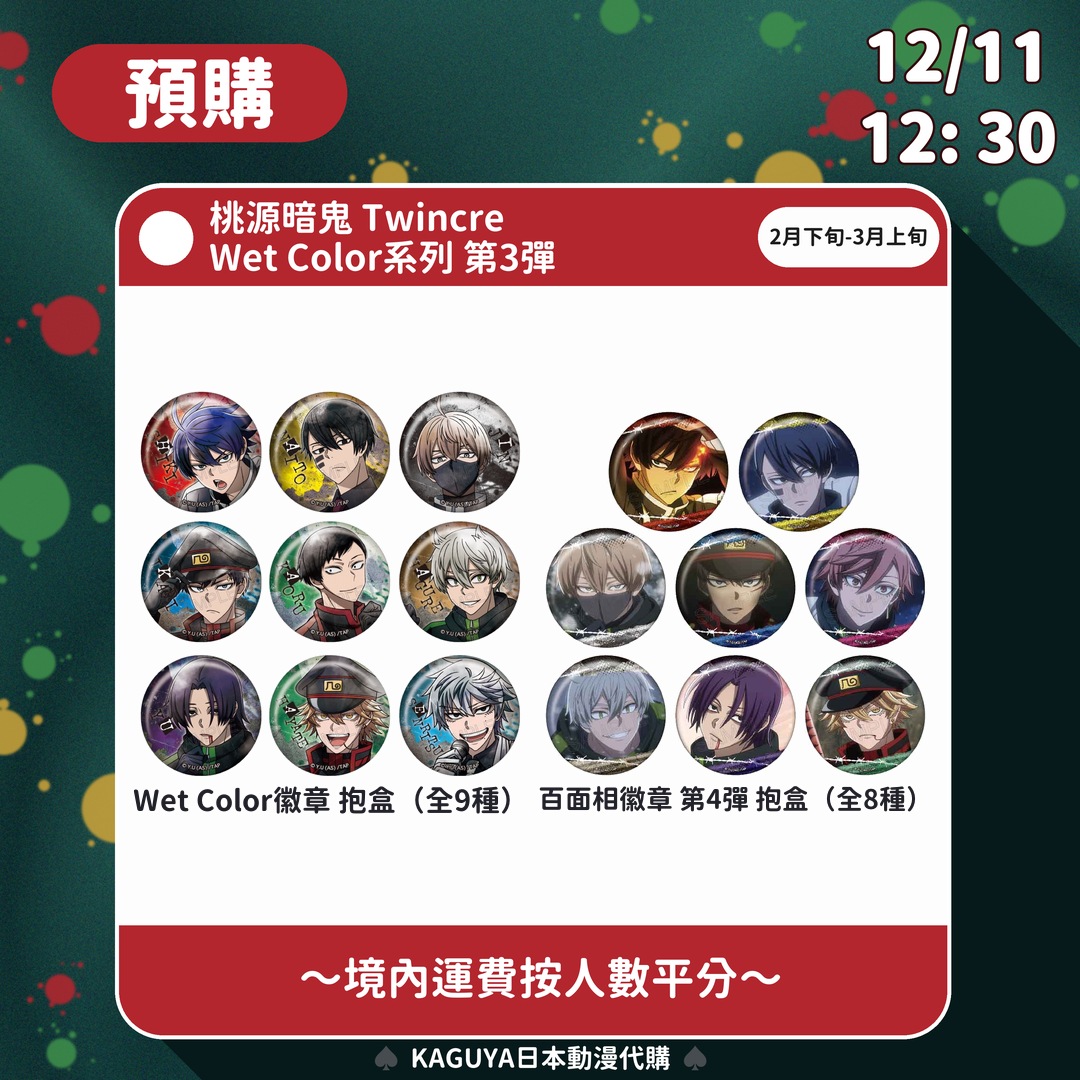 預購
12/11
12: 30
桃源暗鬼 Twincre
Wet Color系列 第3彈
2月下旬-3月上旬
KAORU
Wet Color徽章 抱盒（全9種）
百面相徽章 第4彈 抱盒（全8種）
～境內運費按人數平分～
♠ KAGUYA日本動漫代購 ♠